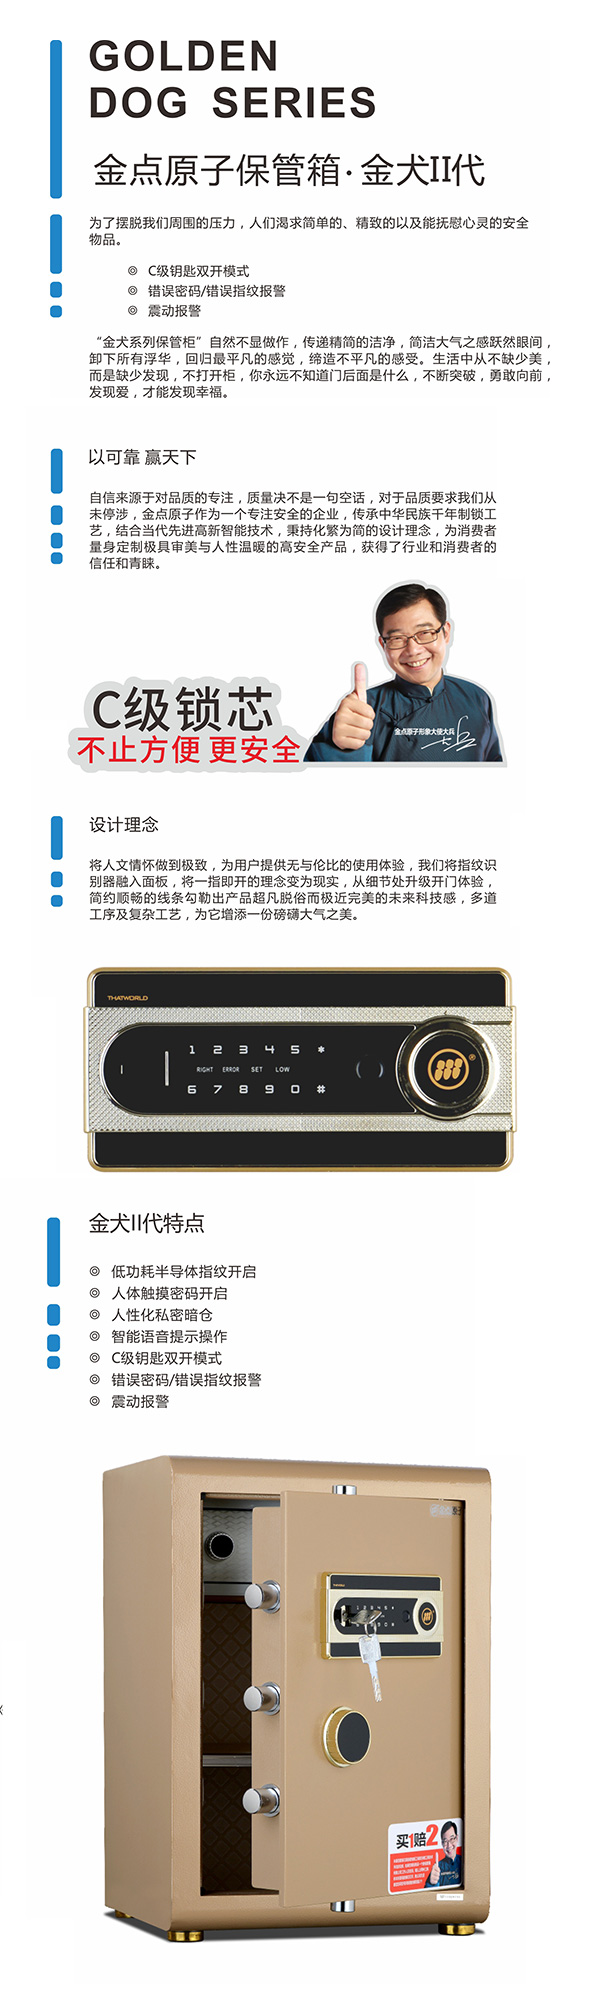 GOLDEN
DOG SERIES
金点原子保管箱·金犬II代
为了摆脱我们周围的压力，人们渴求简单的、精致的以及能抚慰心灵的安全
物品。
◎ C级钥匙双开模式
◎ 错误密码/错误指纹报警
◎ 震动报警
“金犬系列保管柜”自然不显做作，传递精简的洁净，简洁大气之感跃然眼间，
卸下所有浮华，回归最平凡的感觉，缔造不平凡的感受。生活中从不缺少美，
而是缺少发现，不打开柜，你永远不知道门后面是什么，不断突破，勇敢向前，
发现爱，才能发现幸福。
以可靠 赢天下
自信来源于对品质的专注，质量决不是一句空话，对于品质要求我们从
未停涉，金点原子作为一个专注安全的企业，传承中华民族千年制锁工
艺，结合当代先进高新智能技术，秉持化繁为简的设计理念，为消费者
量身定制极具审美与人性温暖的高安全产品，获得了行业和消费者的
信任和青睐。
C级锁芯
不止方便 更安全
金点原子形象大使大兵
设计理念
将人文情怀做到极致，为用户提供无与伦比的使用体验，我们将指纹识
别器融入面板，将一指即开的理念变为现实，从细节处升级开门体验，
简约顺畅的线条勾勒出产品超凡脱俗而极近完美的未来科技感，多道
工序及复杂工艺，为它增添一份磅礴大气之美。
THATWORLD
1 2 3 4 5 *
RIGHT ERROR SET LOW
6 7 8 9 0 #
®
金犬II代特点
◎ 低功耗半导体指纹开启
◎ 人体触摸密码开启
◎ 人性化私密暗仓
◎ 智能语音提示操作
◎ C级钥匙双开模式
◎ 错误密码/错误指纹报警
◎ 震动报警
买1赔2